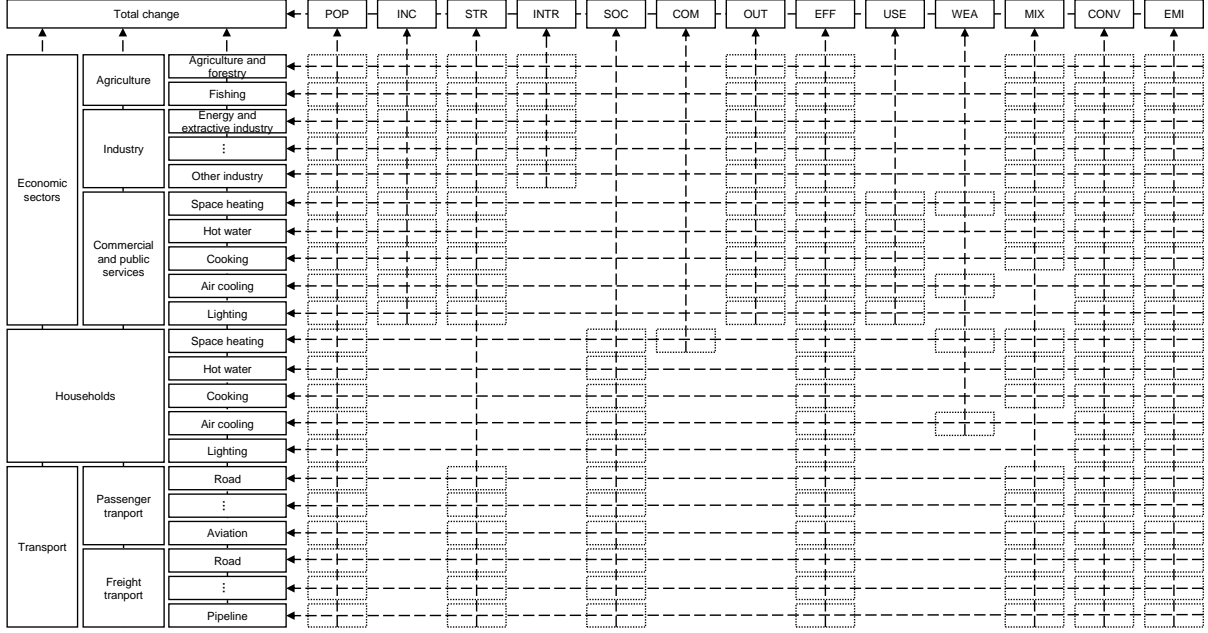 Total change
POP
INC
STR
INTR
SOC
COM
OUT
EFF
USE
WEA
MIX
CONV
EMI
Economic
sectors
Agriculture
Agriculture and
forestry
Fishing
Industry
Energy and
extractive industry
...
Other industry
Commercial
and public
services
Space heating
Hot water
Cooking
Air cooling
Lighting
Households
Space heating
Hot water
Cooking
Air cooling
Lighting
Transport
Passenger
tranport
Road
...
Aviation
Freight
tranport
Road
...
Pipeline